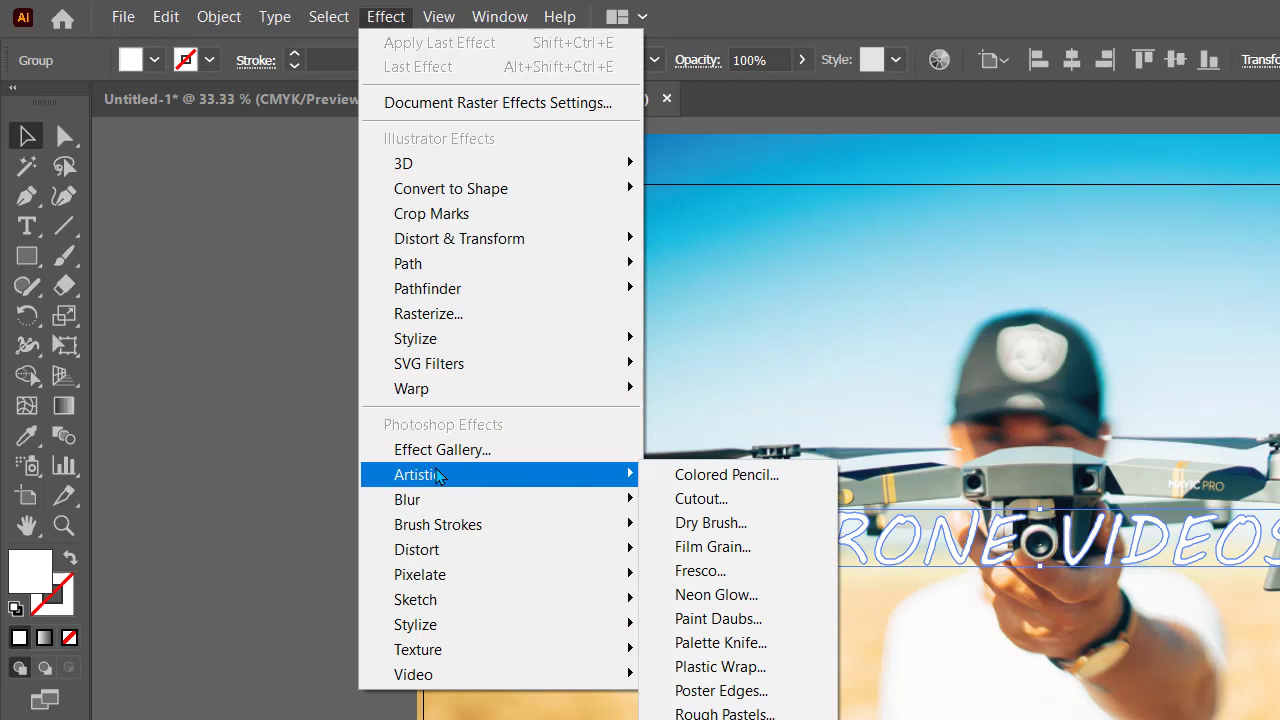 Ai File Edit Object Type Select Effect View Window Help
Group Stroke: Opacity: 100% Style: Transfor
Untitled-1* @ 33.33 % (CMYK/Preview ) ×
Apply Last Effect Shift+Ctrl+E
Last Effect Alt+Shift+Ctrl+E
Document Raster Effects Settings...
Illustrator Effects
3D
Convert to Shape
Crop Marks
Distort & Transform
Path
Pathfinder
Rasterize...
Stylize
SVG Filters
Warp
Photoshop Effects
Effect Gallery...
Artistic
Blur
Brush Strokes
Distort
Pixelate
Sketch
Stylize
Texture
Video
Colored Pencil...
Cutout...
Dry Brush...
Film Grain...
Fresco...
Neon Glow...
Paint Daubs...
Palette Knife...
Plastic Wrap...
Poster Edges...
Rough Pastels...
MAVIC PRO
RONE VIDEOS